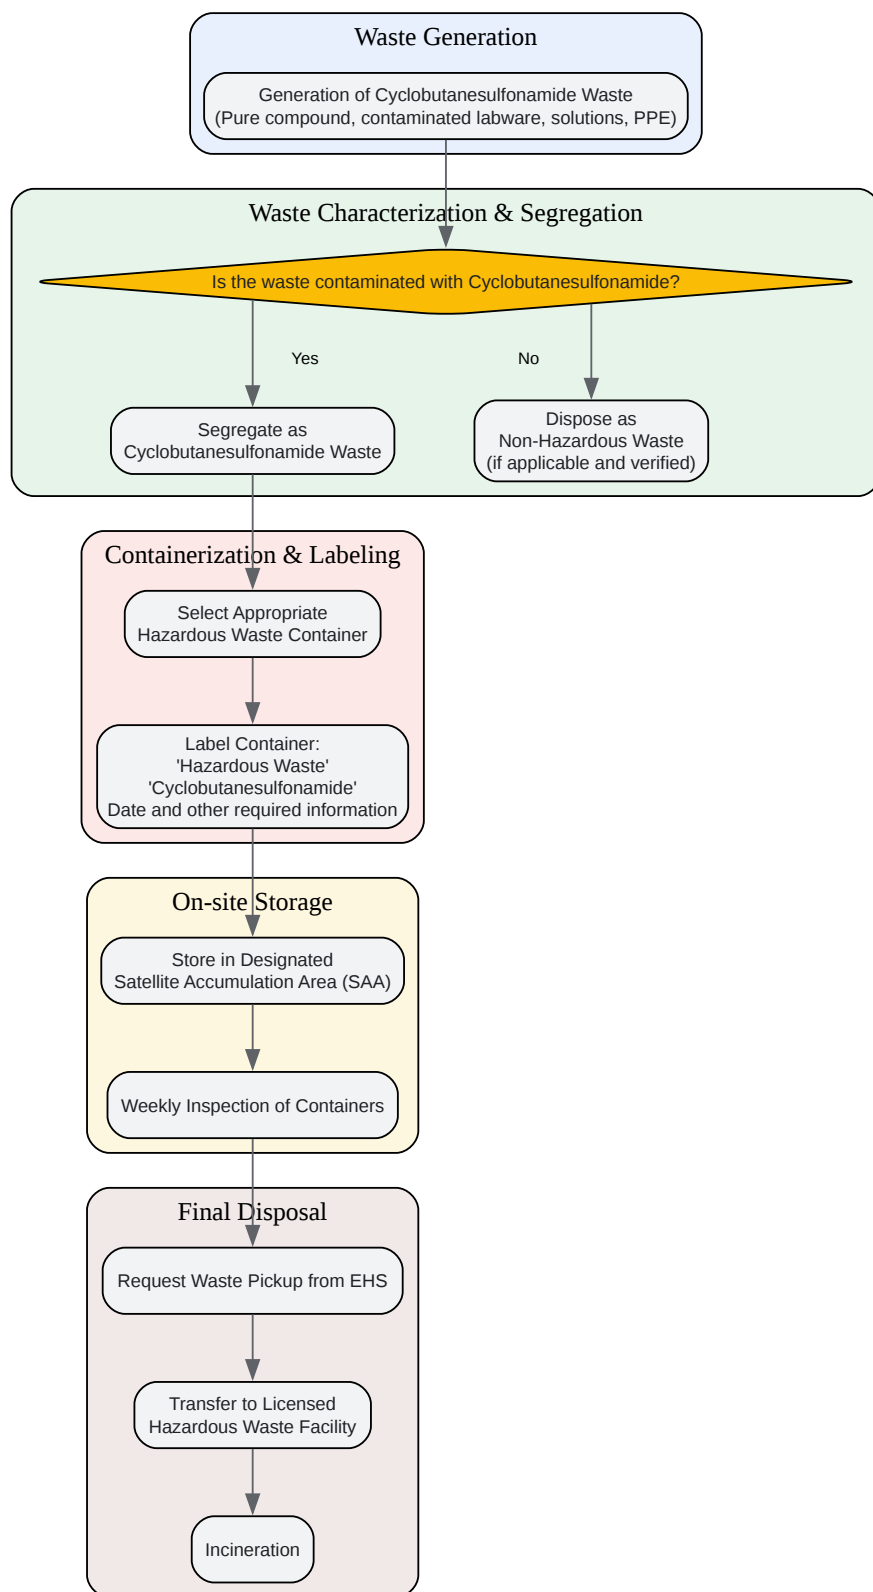 Waste Generation
Generation of Cyclobutanesulfonamide Waste
(Pure compound, contaminated labware, solutions, PPE)
Waste Characterization & Segregation
Is the waste contaminated with Cyclobutanesulfonamide?
Yes
No
Segregate as
Cyclobutanesulfonamide Waste
Dispose as
Non-Hazardous Waste
(if applicable and verified)
Containerization & Labeling
Select Appropriate
Hazardous Waste Container
Label Container:
'Hazardous Waste'
'Cyclobutanesulfonamide'
Date and other required information
On-site Storage
Store in Designated
Satellite Accumulation Area (SAA)
Weekly Inspection of Containers
Final Disposal
Request Waste Pickup from EHS
Transfer to Licensed
Hazardous Waste Facility
Incineration